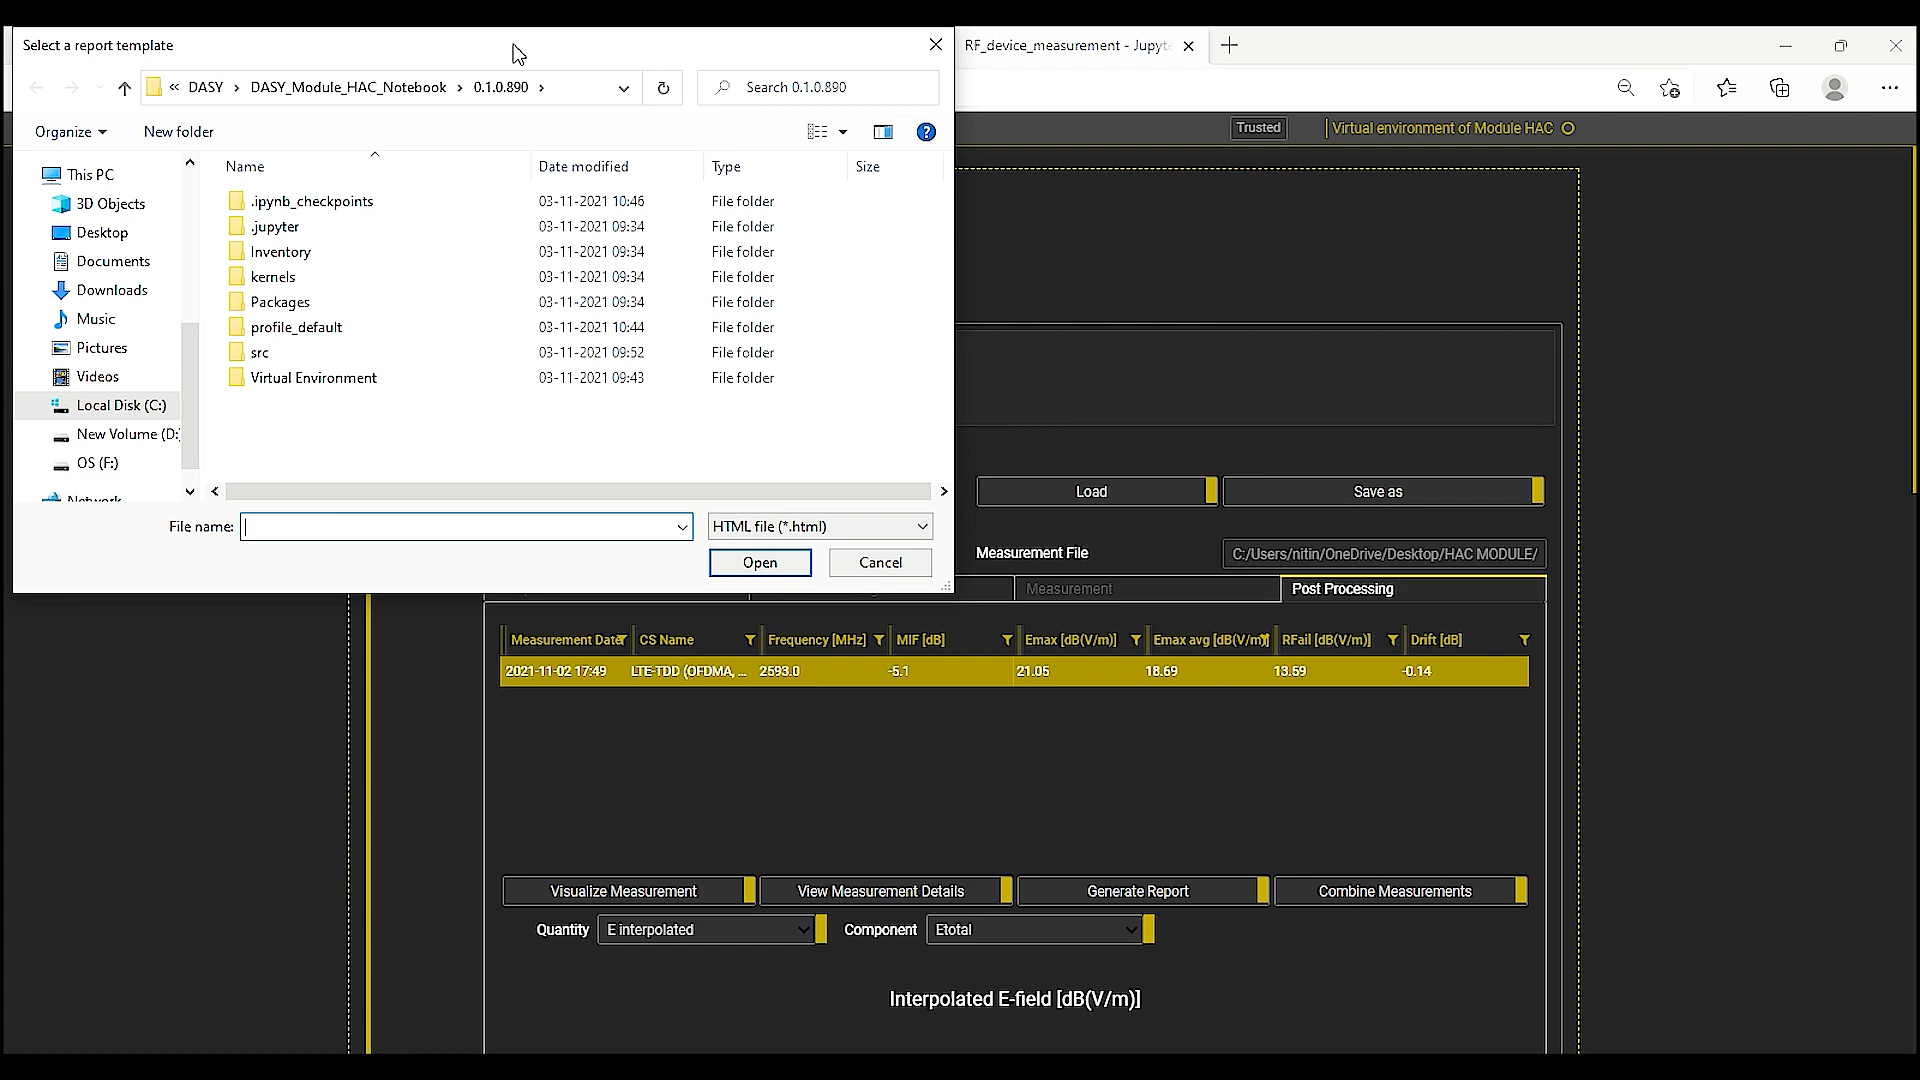 Select a report template
RF_device_measurement - Jupyte
« DASY > DASY_Module_HAC_Notebook > 0.1.0.890 >
Search 0.1.0.890
Organize
New folder
Trusted
Virtual environment of Module HAC
Name
Date modified
Type
Size
This PC
3D Objects
Desktop
Documents
Downloads
Music
Pictures
Videos
Local Disk (C:)
New Volume (D:)
OS (F:)
Network
.ipynb_checkpoints 03-11-2021 10:46 File folder
.jupyter 03-11-2021 09:34 File folder
Inventory 03-11-2021 09:34 File folder
kernels 03-11-2021 09:34 File folder
Packages 03-11-2021 09:34 File folder
profile_default 03-11-2021 10:44 File folder
src 03-11-2021 09:52 File folder
Virtual Environment 03-11-2021 09:43 File folder
File name:
HTML file (*.html)
Open
Cancel
Load
Save as
Measurement File
C:/Users/nitin/OneDrive/Desktop/HAC MODULE/
Measurement
Post Processing
Measurement Date CS Name Frequency [MHz] MIF [dB] Emax [dB(V/m)] Emax avg [dB(V/m)] RFail [dB(V/m)] Drift [dB]
2021-11-02 17:49 LTE-TDD (OFDMA, ... 2593.0 -5.1 21.05 18.69 13.59 -0.14
Visualize Measurement
View Measurement Details
Generate Report
Combine Measurements
Quantity E interpolated Component Etotal
Interpolated E-field [dB(V/m)]